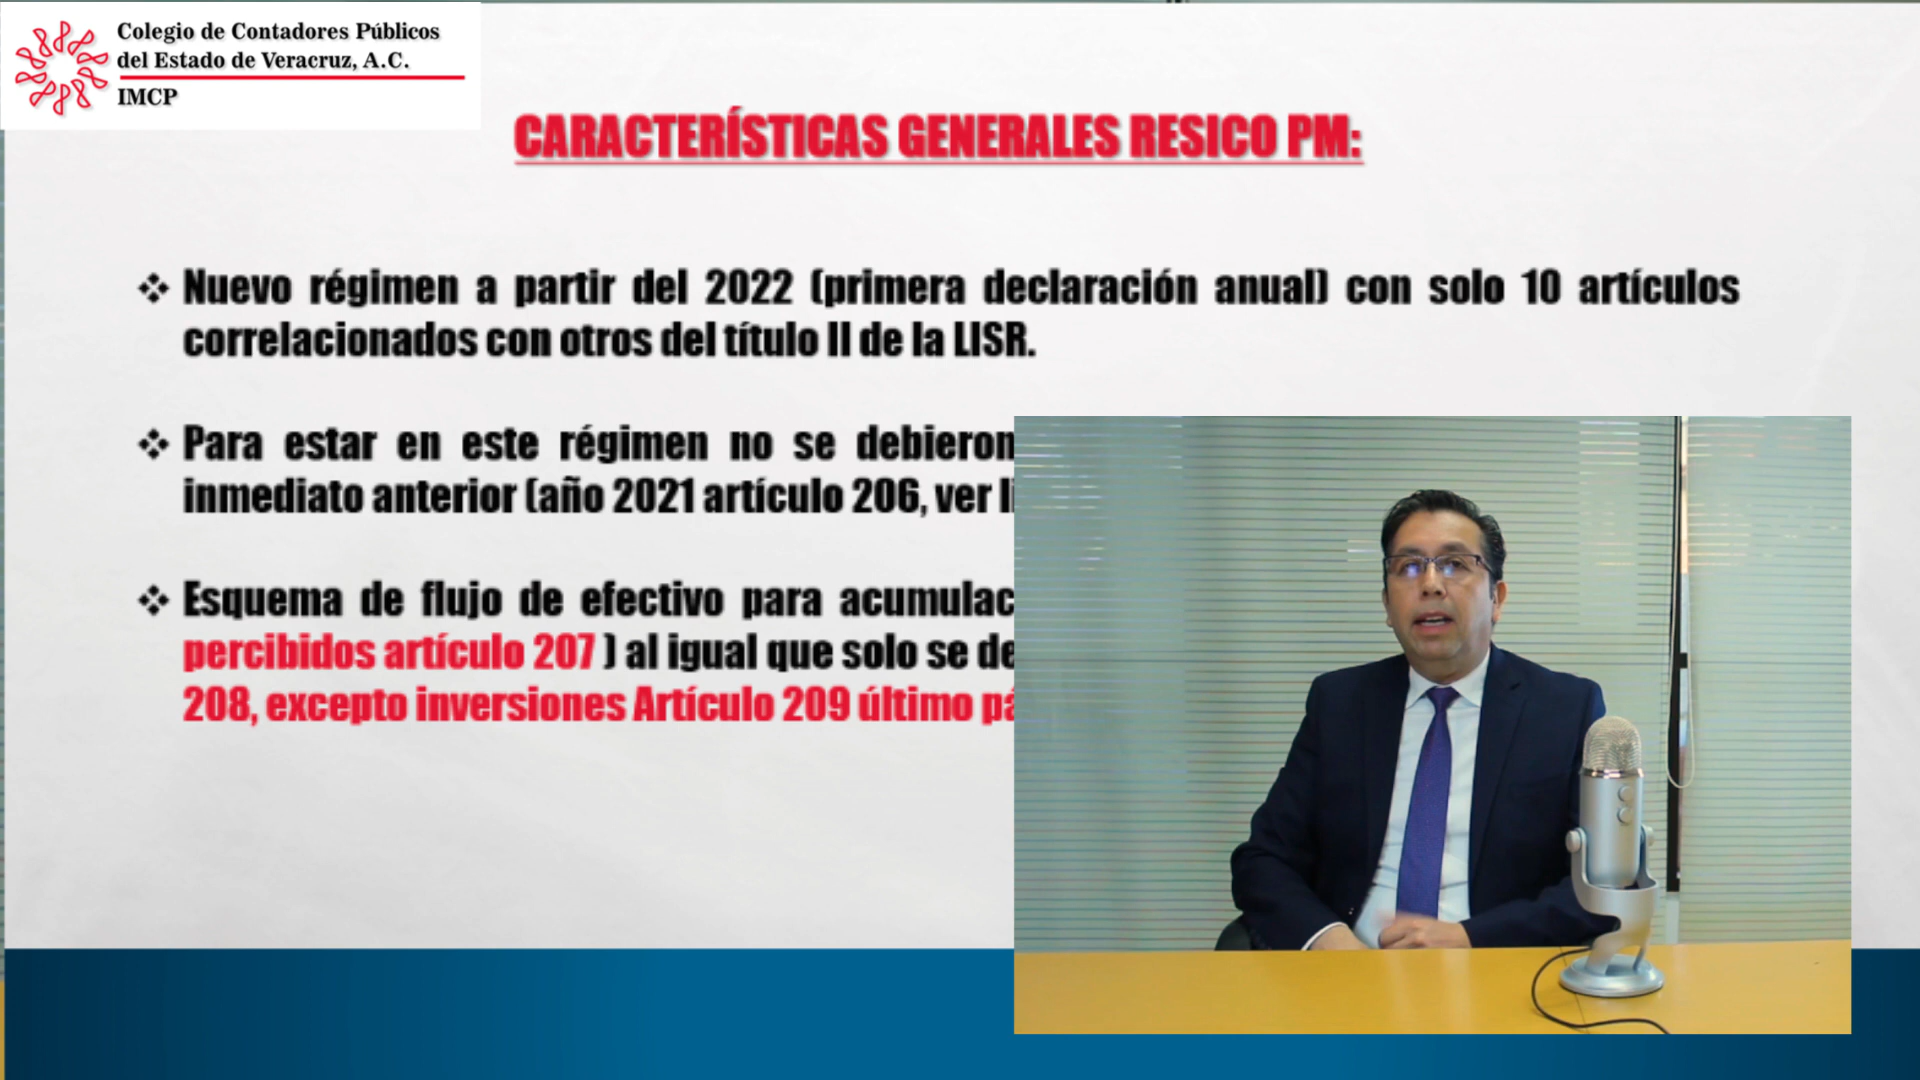 Colegio de Contadores Públicos
del Estado de Veracruz, A.C.
IMCP
CARACTERÍSTICAS GENERALES RESICO PM:
Nuevo régimen a partir del 2022 (primera declaración anual) con solo 10 artículos
correlacionados con otros del título II de la LISR.
Para estar en este régimen no se debieron
inmediato anterior (año 2021 artículo 206, ver
Esquema de flujo de efectivo para
percibidos artículo 207 ) al igual que solo se
208, excepto inversiones Artículo 209 último